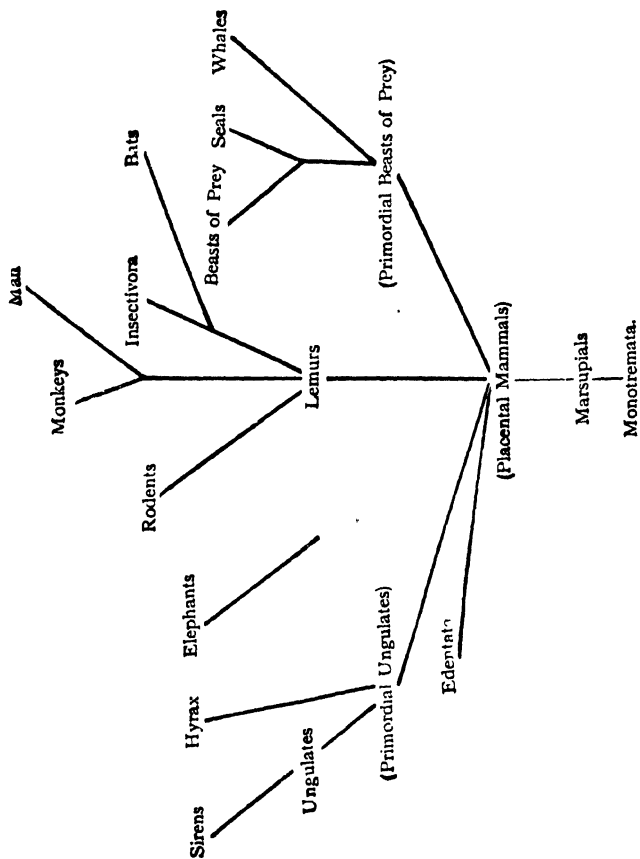 Man
Monkeys
Bats
Insectivora
Rodents
Whales
Seals
Beasts of Prey
Elephants
Hyrax
Sirens
Lemurs
Ungulates
(Primordial Beasts of Prey)
(Primordial Ungulates)
Edentata
(Placental Mammals)
Marsupials
Monotremata.